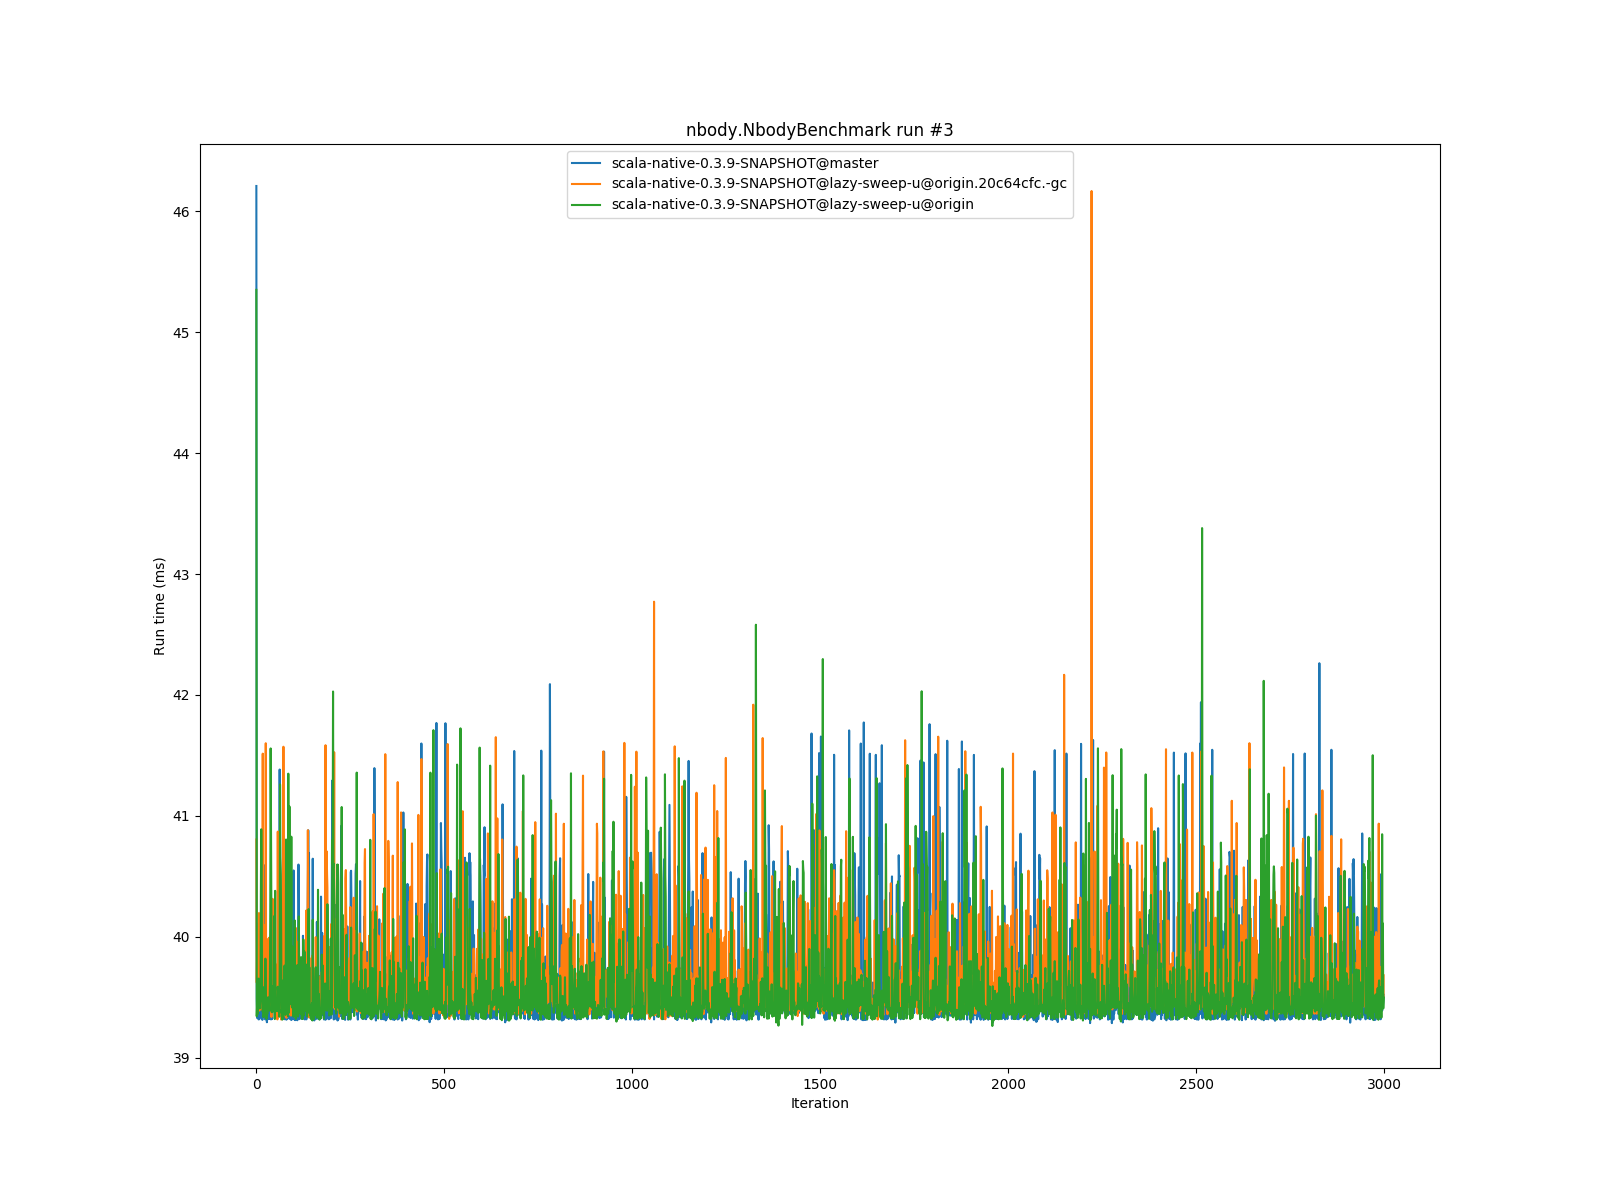 nbody.NbodyBenchmark run #3
scala-native-0.3.9-SNAPSHOT@master
scala-native-0.3.9-SNAPSHOT@lazy-sweep-u@origin.20c64cfc.-gc
scala-native-0.3.9-SNAPSHOT@lazy-sweep-u@origin
46
45
44
43
42
41
40
39
Run time (ms)
0 500 1000 1500 2000 2500 3000
Iteration